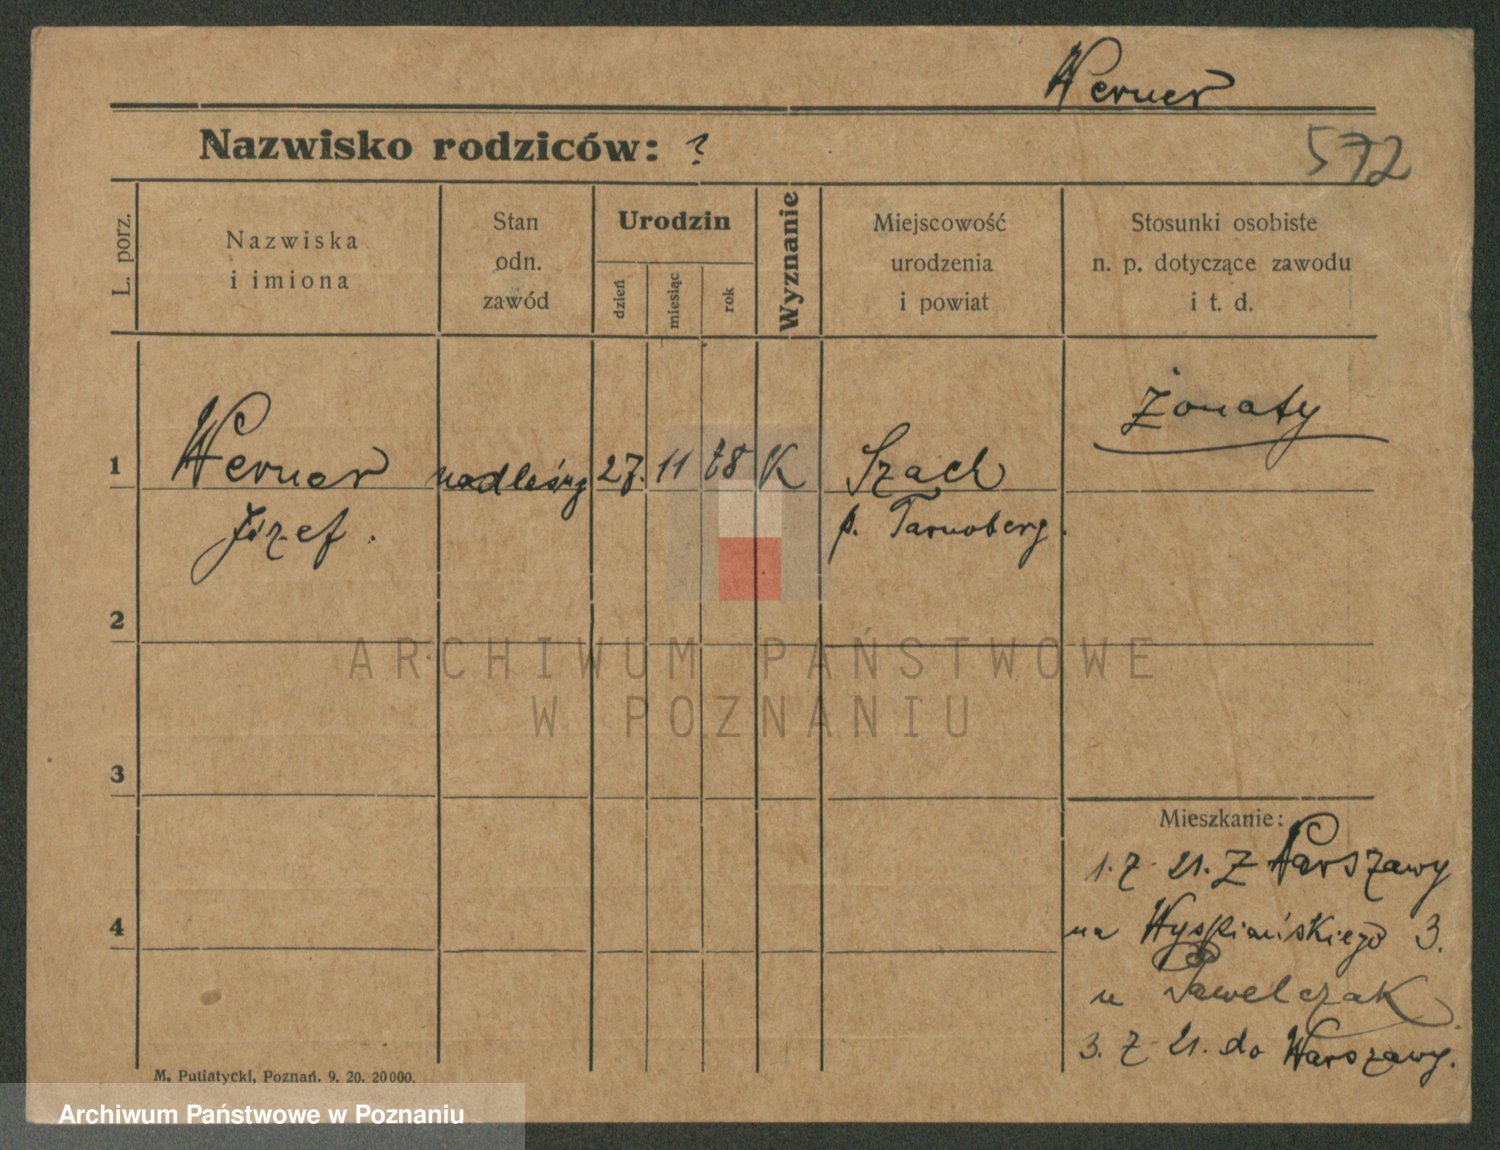 Werner
Nazwisko rodziców: ?
572
L. porz.
Nazwiska
i imiona
Stan
odn.
zawód
Urodzin
dzień
miesiąc
rok
Wyznanie
Miejscowość
urodzenia
i powiat
Stosunki osobiste
n. p. dotyczące zawodu
i t. d.
1
Werner
Józef.
nadleśny
27.
11
78
K
Szach
p. Tarnoberg.
żonaty
2
3
4
Mieszkanie:
1. 7. 21. Z Warszawy
na Wyspiańskiego 3.
u Pawelczak
3. 7. 21. do Warszawy.
M. Putiatycki, Poznań. 9. 20. 20000.
ARCHIWUM PAŃSTWOWE
W POZNANIU
Archiwum Państwowe w Poznaniu